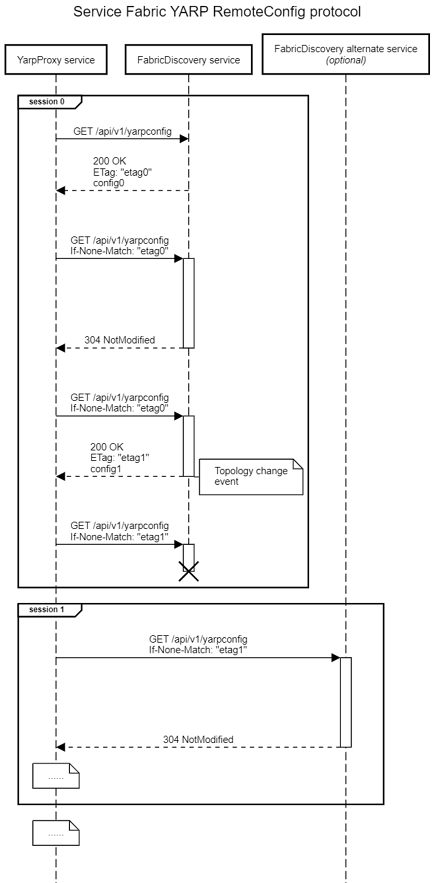 Service Fabric YARP RemoteConfig protocol
YarpProxy service
FabricDiscovery service
FabricDiscovery alternate service
(optional)
session 0
GET /api/v1/yarpconfig
200 OK
ETag: "etag0"
config0
GET /api/v1/yarpconfig
If-None-Match: "etag0"
304 NotModified
GET /api/v1/yarpconfig
If-None-Match: "etag0"
200 OK
ETag: "etag1"
config1
Topology change
event
GET /api/v1/yarpconfig
If-None-Match: "etag1"
session 1
GET /api/v1/yarpconfig
If-None-Match: "etag1"
304 NotModified
......
......